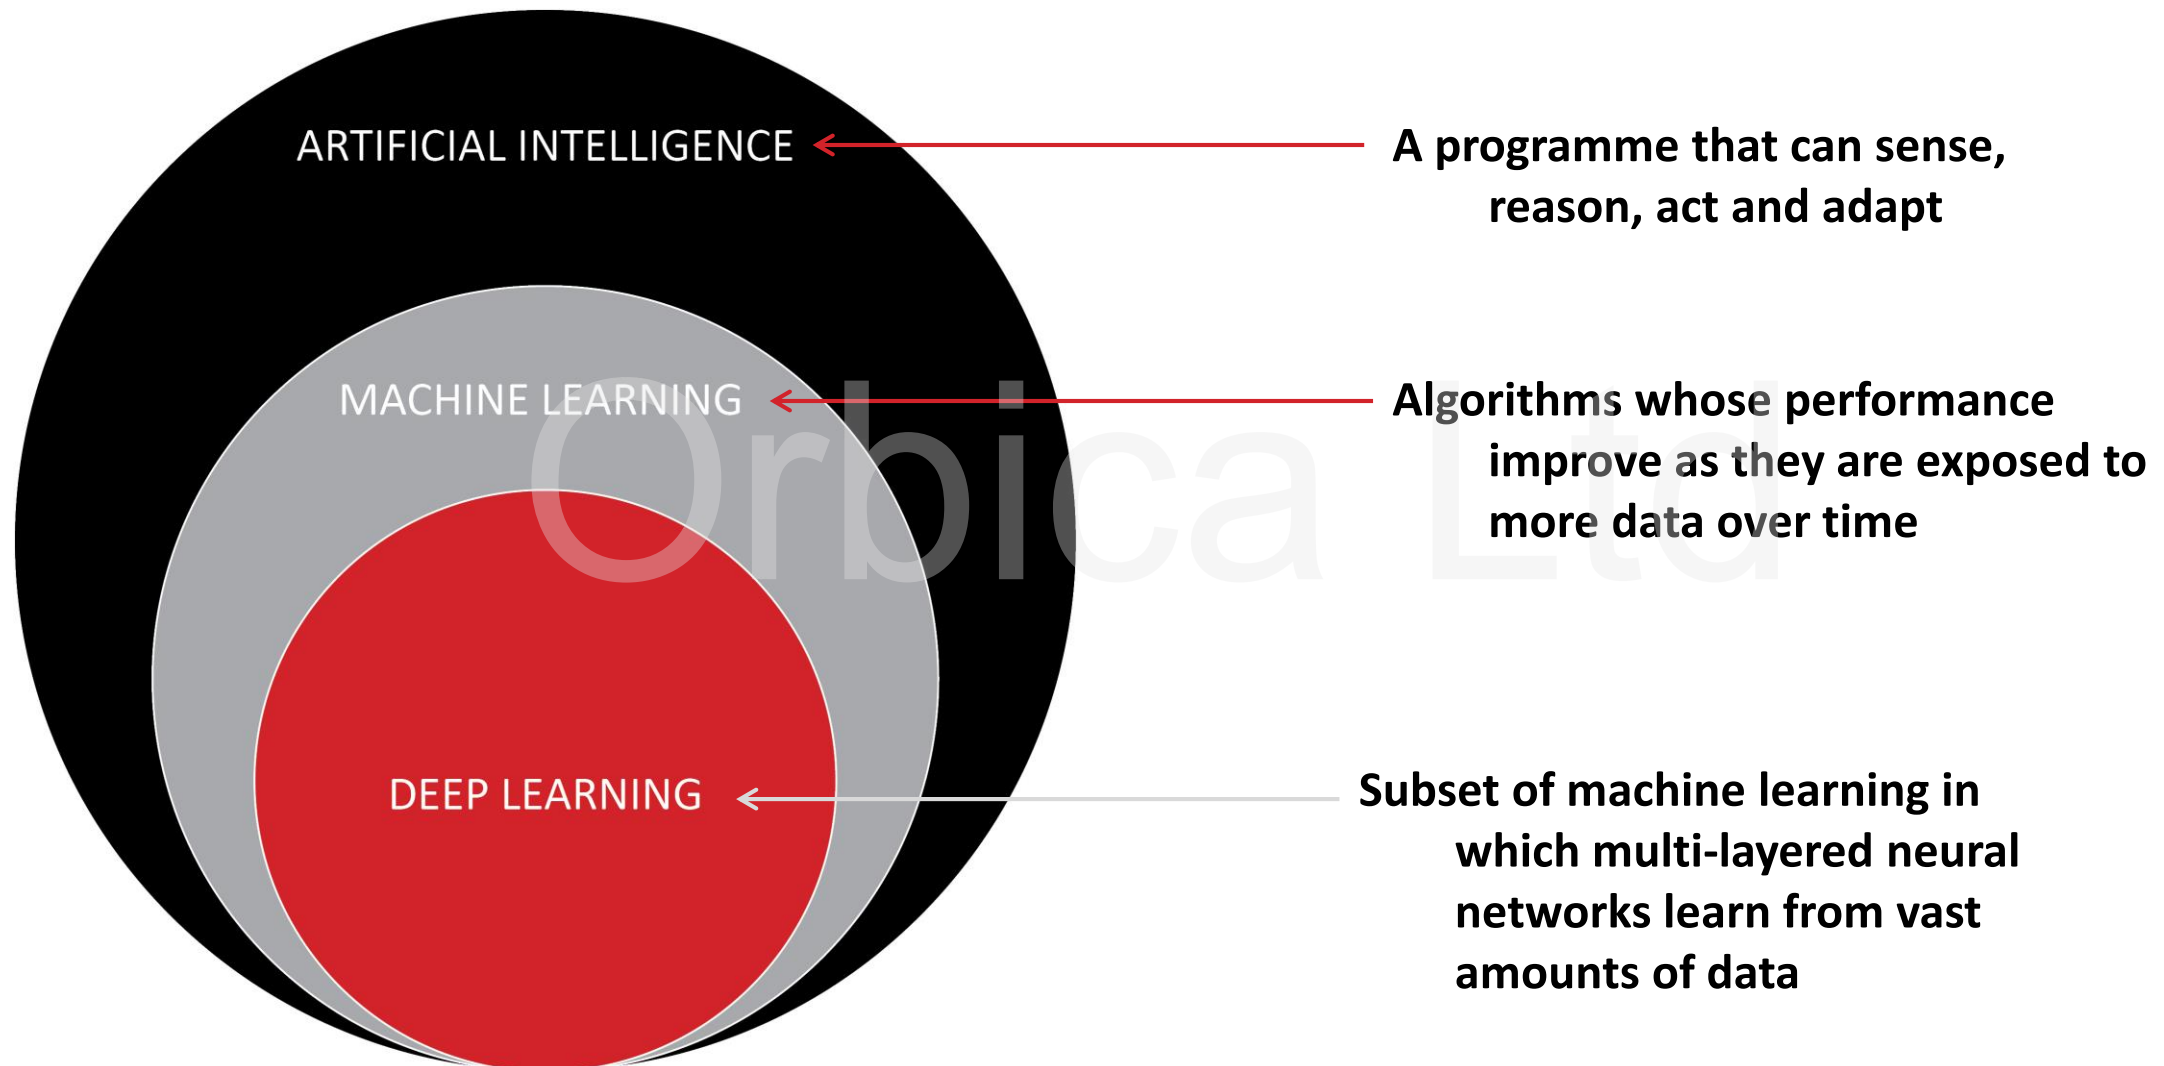 ARTIFICIAL INTELLIGENCE
A programme that can sense,
reason, act and adapt
MACHINE LEARNING
Algorithms whose performance
improve as they are exposed to
more data over time
Orbica Ltd
DEEP LEARNING
Subset of machine learning in
which multi-layered neural
networks learn from vast
amounts of data